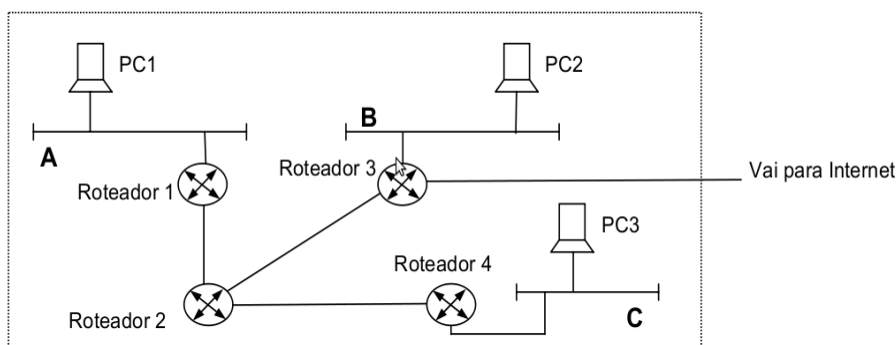 PC1
PC2
B
A
Roteador 3
Vai para Internet
Roteador 1
PC3
Roteador 4
Roteador 2
C